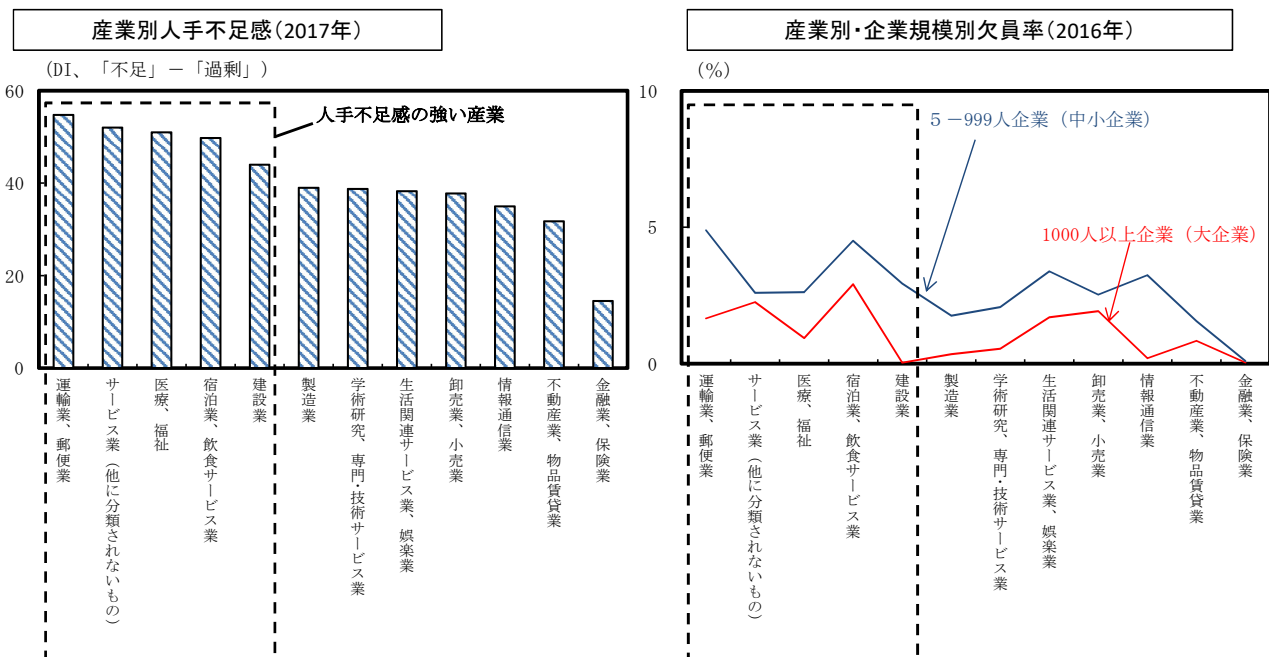 産業別人手不足感(2017年)
(DI、「不足」－「過剰」)
60
40
20
0
人手不足感の強い産業
運輸業、郵便業
サービス業(他に分類されないもの)
医療、福祉
宿泊業、飲食サービス業
建設業
製造業
学術研究、専門・技術サービス業
生活関連サービス業、娯楽業
卸売業、小売業
情報通信業
不動産業、物品賃貸業
金融業、保険業
産業別・企業規模別欠員率(2016年)
(%)
10
5
0
５－999人企業(中小企業)
1000人以上企業(大企業)
運輸業、郵便業
サービス業(他に分類されないもの)
医療、福祉
宿泊業、飲食サービス業
建設業
製造業
学術研究、専門・技術サービス業
生活関連サービス業、娯楽業
卸売業、小売業
情報通信業
不動産業、物品賃貸業
金融業、保険業